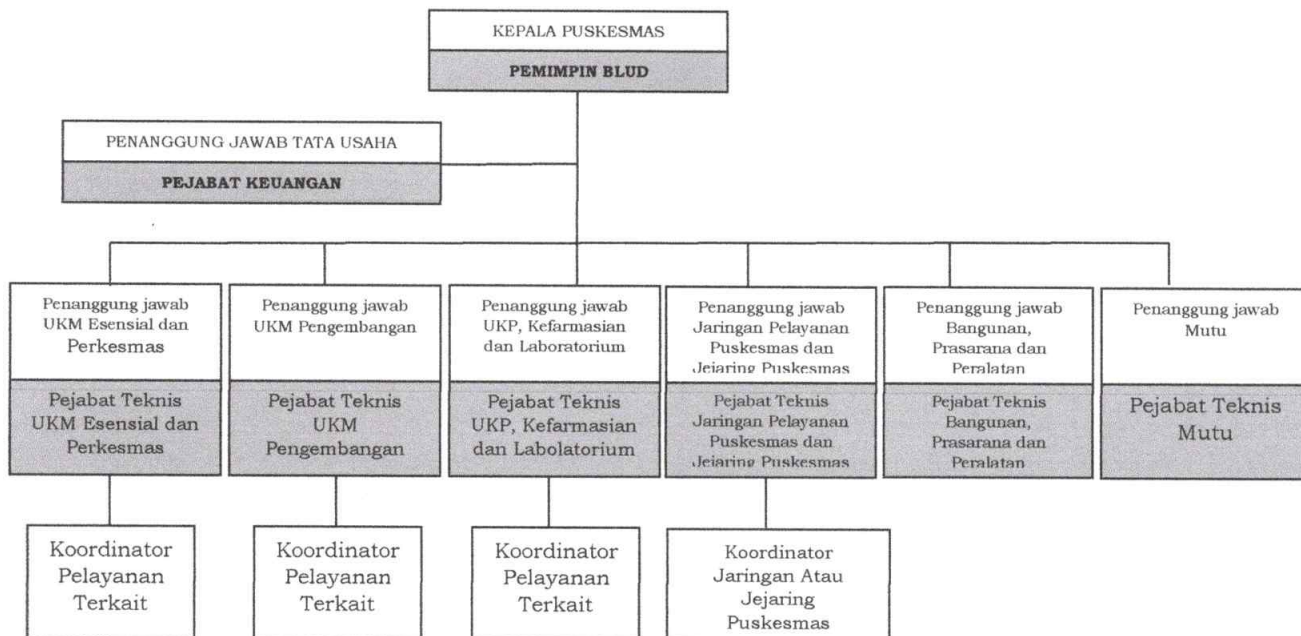 KEPALA PUSKESMAS
PEMIMPIN BLUD
PENANGGUNG JAWAB TATA USAHA
PEJABAT KEUANGAN
Penanggung jawab
UKM Esensial dan
Perkesmas
Pejabat Teknis
UKM Esensial dan
Perkesmas
Penanggung jawab
UKM Pengembangan
Pejabat Teknis
UKM
Pengembangan
Penanggung jawab
UKP, Kefarmasian
dan Laboratorium
Pejabat Teknis
UKP, Kefarmasian
dan Labolatorium
Penanggung jawab
Jaringan Pelayanan
Puskesmas dan
Jejaring Puskesmas
Pejabat Teknis
Jaringan Pelayanan
Puskesmas dan
Jejaring Puskesmas
Penanggung jawab
Bangunan,
Prasarana dan
Peralatan
Pejabat Teknis
Bangunan,
Prasarana dan
Peralatan
Penanggung jawab
Mutu
Pejabat Teknis
Mutu
Koordinator
Pelayanan
Terkait
Koordinator
Pelayanan
Terkait
Koordinator
Pelayanan
Terkait
Koordinator
Jaringan Atau
Jejaring
Puskesmas